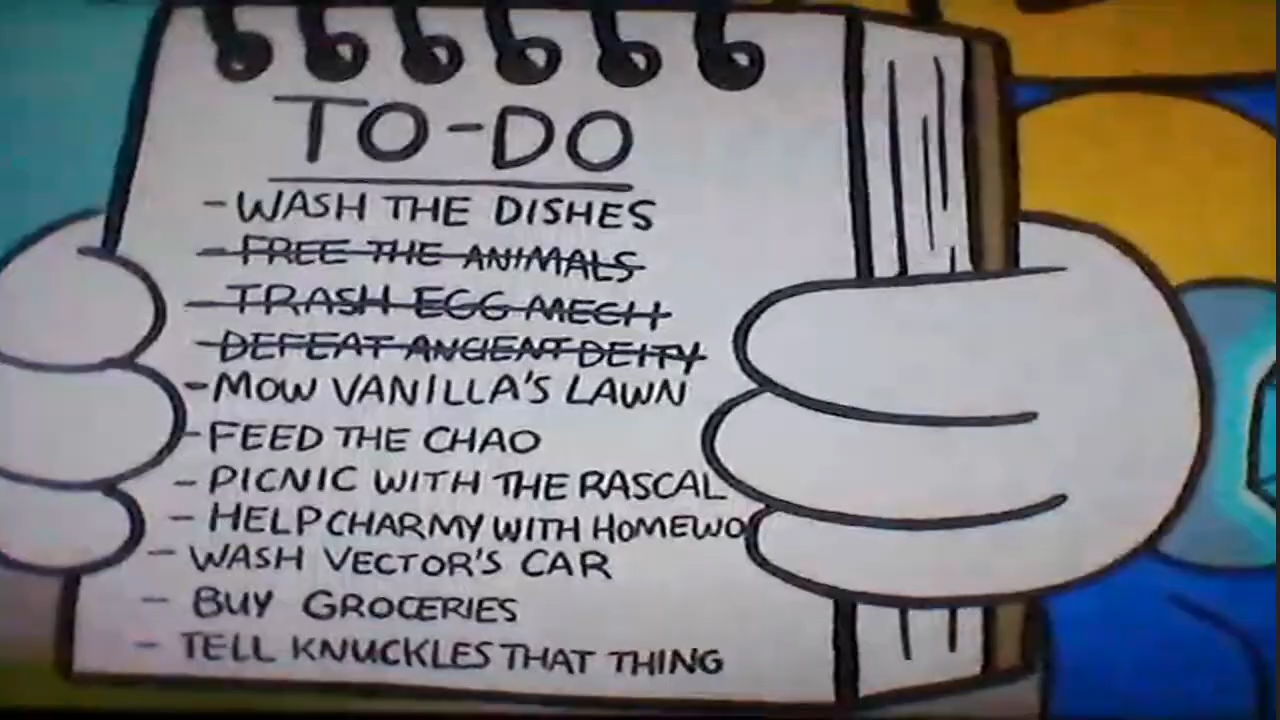 TO-DO
- WASH THE DISHES
- FREE THE ANIMALS
- TRASH EGG MECH
- DEFEAT ANCIENT DEITY
- MOW VANILLA'S LAWN
- FEED THE CHAO
- PICNIC WITH THE RASCAL
- HELP CHARMY WITH HOMEWO
- WASH VECTOR'S CAR
- BUY GROCERIES
- TELL KNUCKLES THAT THING